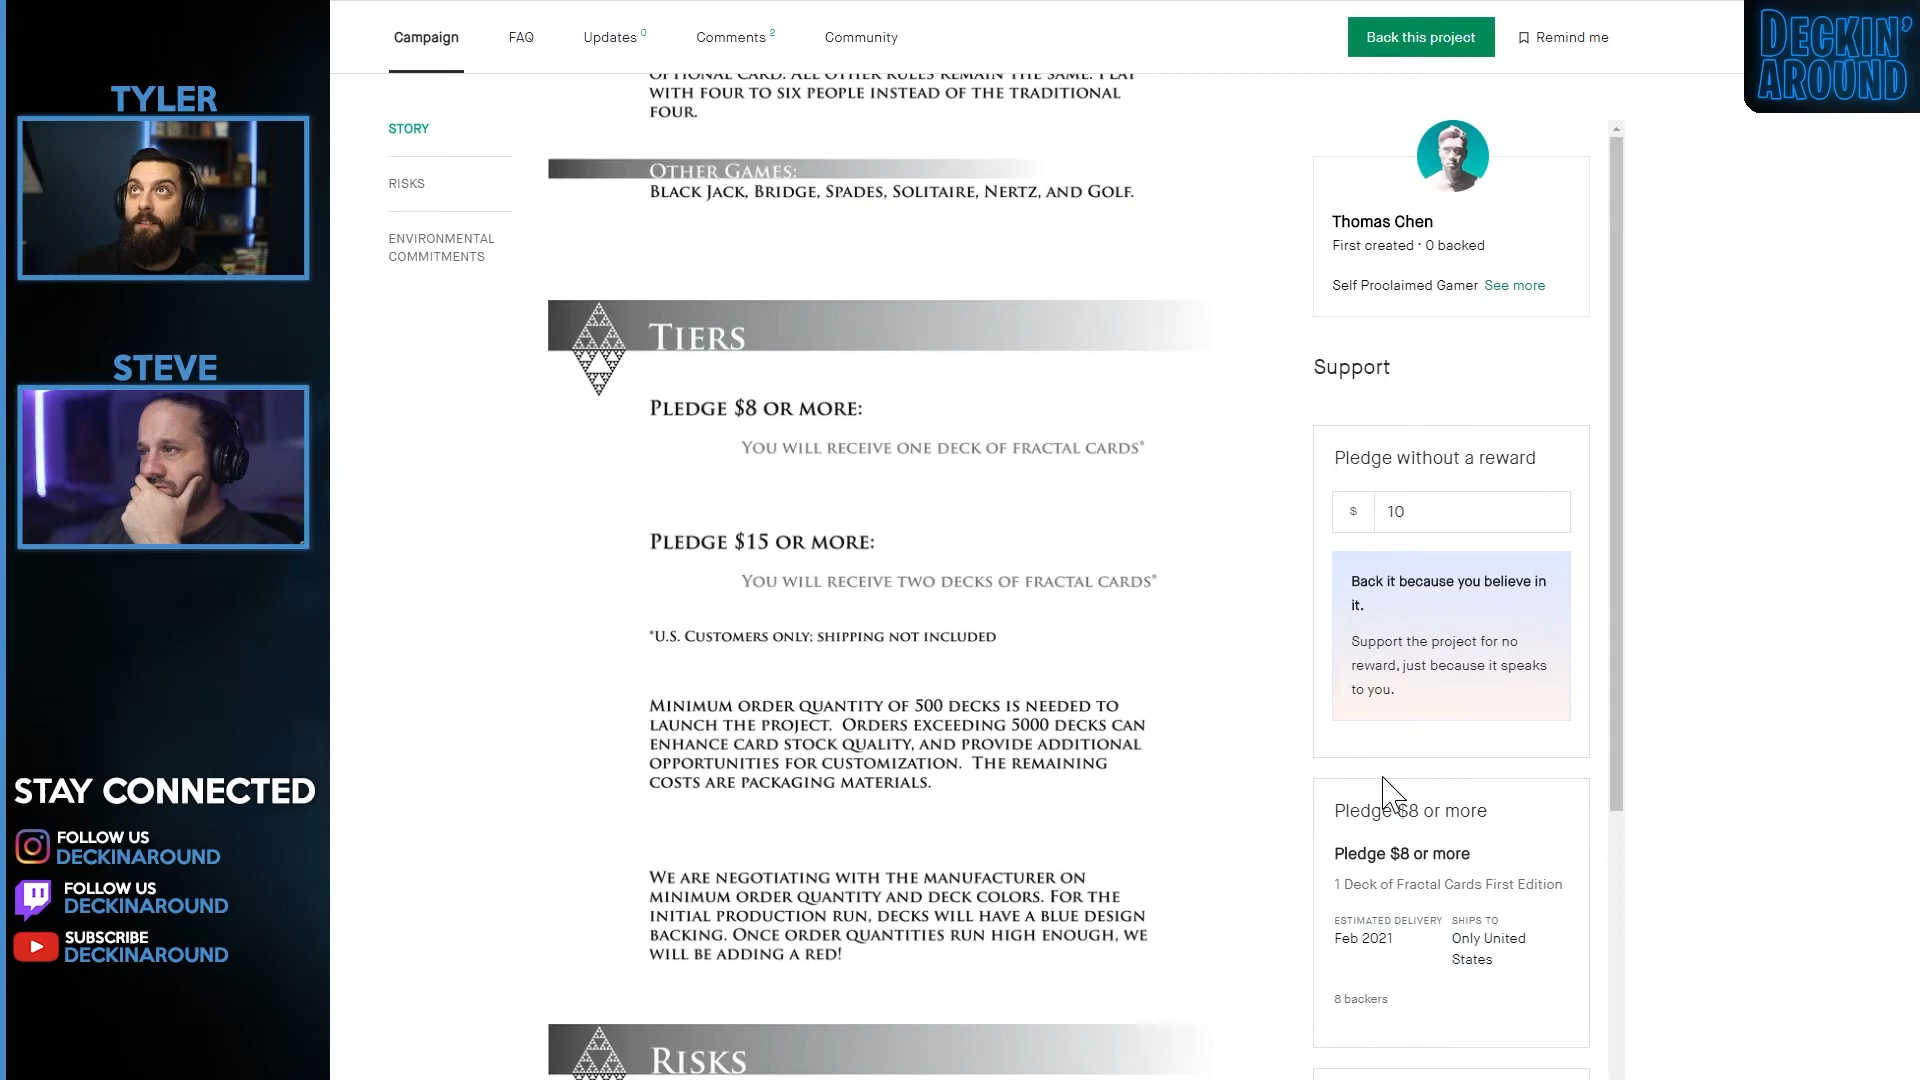 Campaign
FAQ
Updates 0
Comments 2
Community
Back this project
Remind me
DECKIN'
AROUND
TYLER
STEVE
STAY CONNECTED
FOLLOW US
DECKINAROUND
FOLLOW US
DECKINAROUND
SUBSCRIBE
DECKINAROUND
STORY
RISKS
ENVIRONMENTAL
COMMITMENTS
OPTIONAL CARD. ALL OTHER RULES REMAIN THE SAME. PLAY
WITH FOUR TO SIX PEOPLE INSTEAD OF THE TRADITIONAL
FOUR.
OTHER GAMES:
BLACK JACK, BRIDGE, SPADES, SOLITAIRE, NERTZ, AND GOLF.
TIERS
PLEDGE $8 OR MORE:
YOU WILL RECEIVE ONE DECK OF FRACTAL CARDS*
PLEDGE $15 OR MORE:
YOU WILL RECEIVE TWO DECKS OF FRACTAL CARDS*
*U.S. CUSTOMERS ONLY; SHIPPING NOT INCLUDED
MINIMUM ORDER QUANTITY OF 500 DECKS IS NEEDED TO
LAUNCH THE PROJECT. ORDERS EXCEEDING 5000 DECKS CAN
ENHANCE CARD STOCK QUALITY, AND PROVIDE ADDITIONAL
OPPORTUNITIES FOR CUSTOMIZATION. THE REMAINING
COSTS ARE PACKAGING MATERIALS.
WE ARE NEGOTIATING WITH THE MANUFACTURER ON
MINIMUM ORDER QUANTITY AND DECK COLORS. FOR THE
INITIAL PRODUCTION RUN, DECKS WILL HAVE A BLUE DESIGN
BACKING. ONCE ORDER QUANTITIES RUN HIGH ENOUGH, WE
WILL BE ADDING A RED!
RISKS
Thomas Chen
First created · 0 backed
Self Proclaimed Gamer See more
Support
Pledge without a reward
$ 10
Back it because you believe in
it.
Support the project for no
reward, just because it speaks
to you.
Pledge $8 or more
Pledge $8 or more
1 Deck of Fractal Cards First Edition
ESTIMATED DELIVERY
Feb 2021
SHIPS TO
Only United
States
8 backers